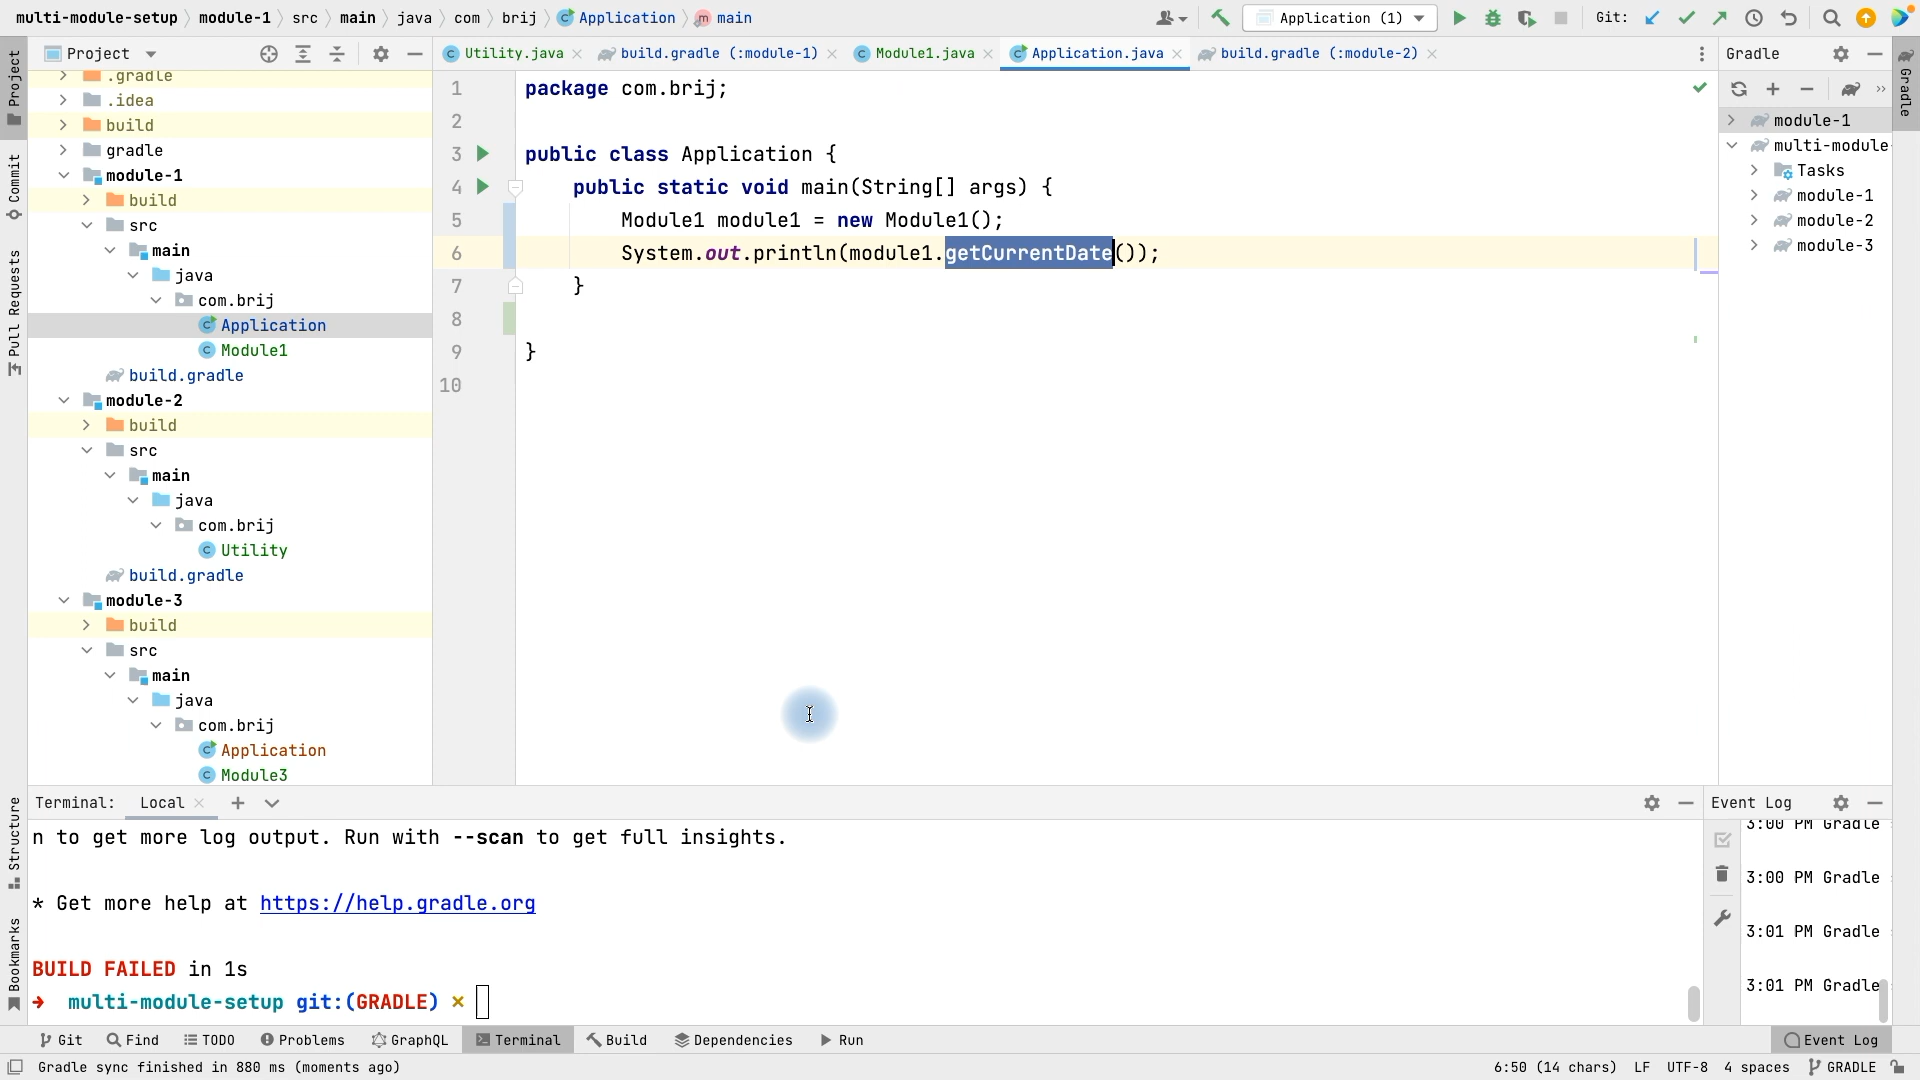 multi-module-setup › module-1 › src › main › java › com › brij › Application › main
Application (1)
Git:
Project
Utility.java
build.gradle (:module-1)
Module1.java
Application.java
build.gradle (:module-2)
Gradle
Project
Commit
Pull Requests
Structure
Bookmarks
.gradle
.idea
build
gradle
module-1
build
src
main
java
com.brij
Application
Module1
build.gradle
module-2
build
src
main
java
com.brij
Utility
build.gradle
module-3
build
src
main
java
com.brij
Application
Module3
1 package com.brij;
2
3 public class Application {
4 public static void main(String[] args) {
5 Module1 module1 = new Module1();
6 System.out.println(module1.getCurrentDate());
7 }
8
9 }
10
module-1
multi-module-
Tasks
module-1
module-2
module-3
Gradle
Terminal: Local
n to get more log output. Run with --scan to get full insights.
* Get more help at https://help.gradle.org
BUILD FAILED in 1s
→ multi-module-setup git:(GRADLE) ×
Event Log
3:00 PM Gradle
3:00 PM Gradle
3:01 PM Gradle
3:01 PM Gradle
Git
Find
TODO
Problems
GraphQL
Terminal
Build
Dependencies
Run
Event Log
Gradle sync finished in 880 ms (moments ago)
6:50 (14 chars) LF UTF-8 4 spaces GRADLE